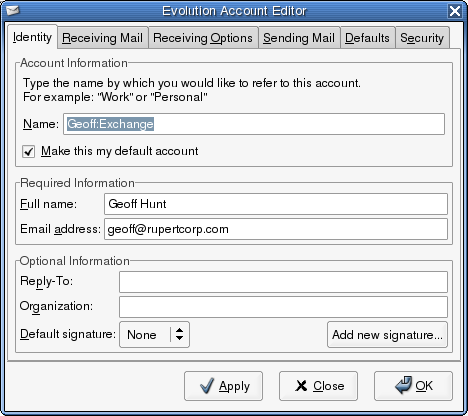 Evolution Account Editor
Identity Receiving Mail Receiving Options Sending Mail Defaults Security
Account Information
Type the name by which you would like to refer to this account.
For example: "Work" or "Personal"
Name: Geoff:Exchange
Make this my default account
Required Information
Full name: Geoff Hunt
Email address: geoff@rupertcorp.com
Optional Information
Reply-To:
Organization:
Default signature: None Add new signature...
Apply Close OK